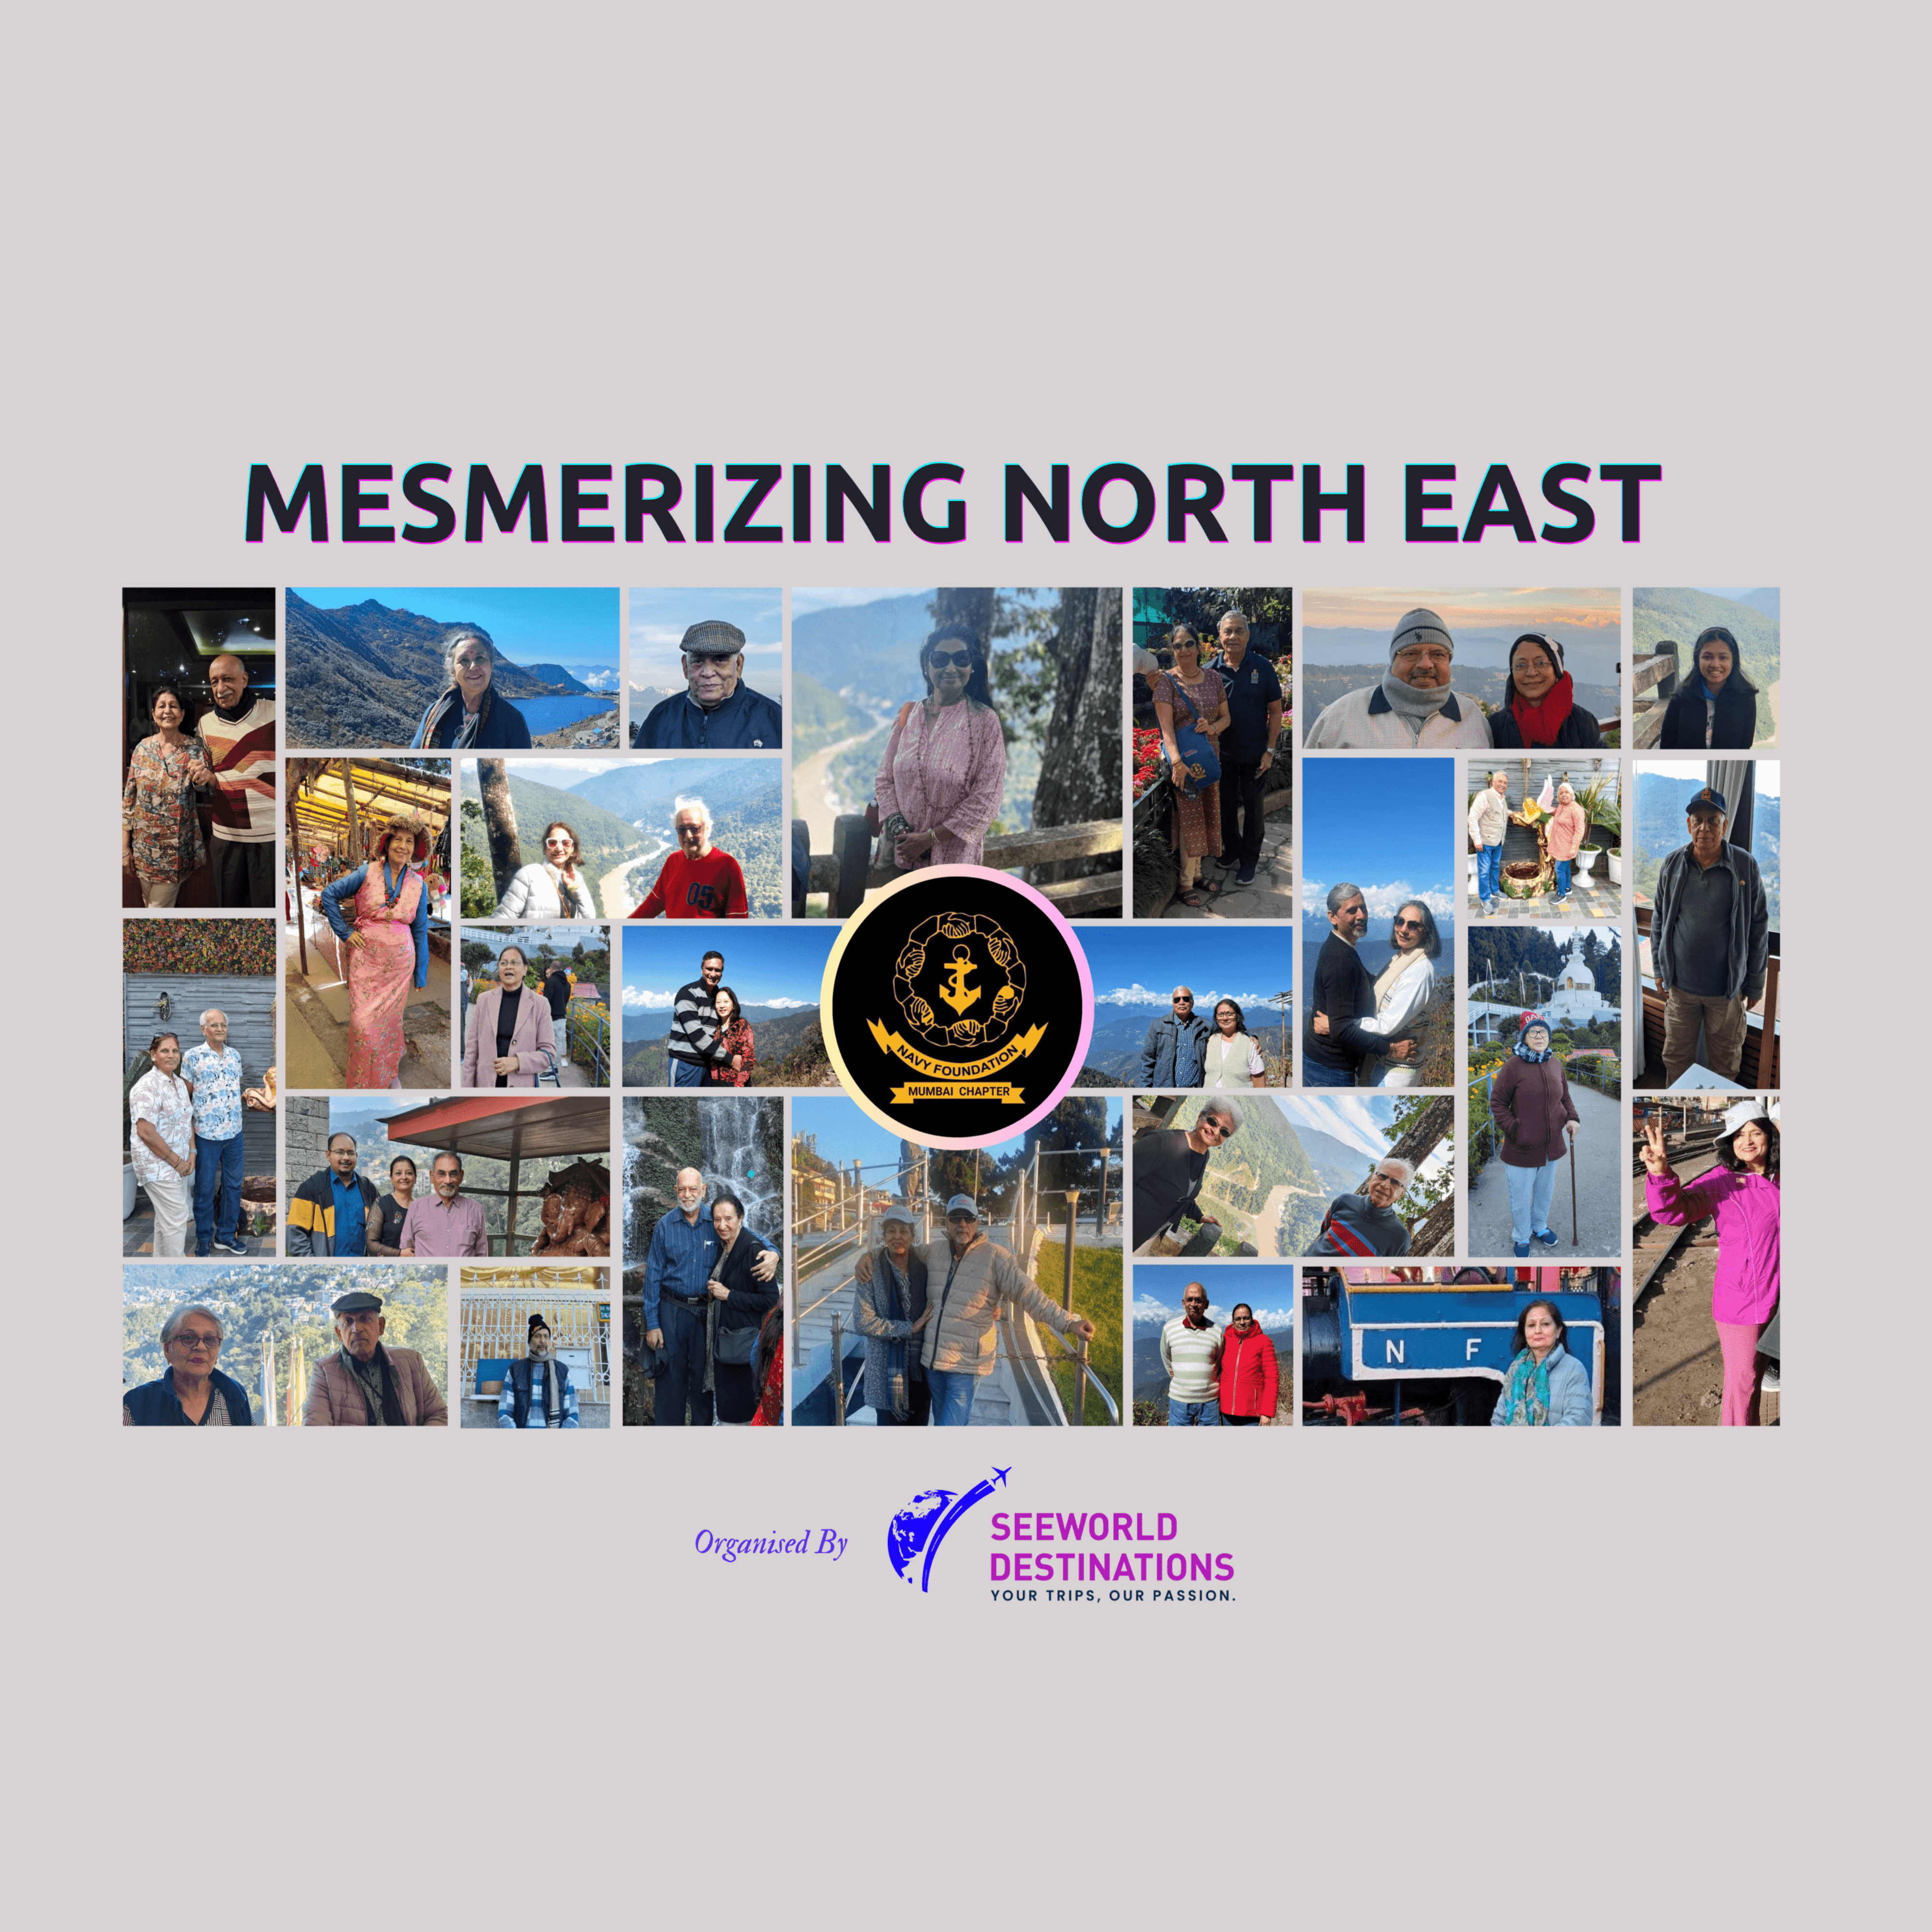 MESMERIZING NORTH EAST
05
NAVY FOUNDATION
MUMBAI CHAPTER
N F
Organised By
SEEWORLD
DESTINATIONS
YOUR TRIPS, OUR PASSION.